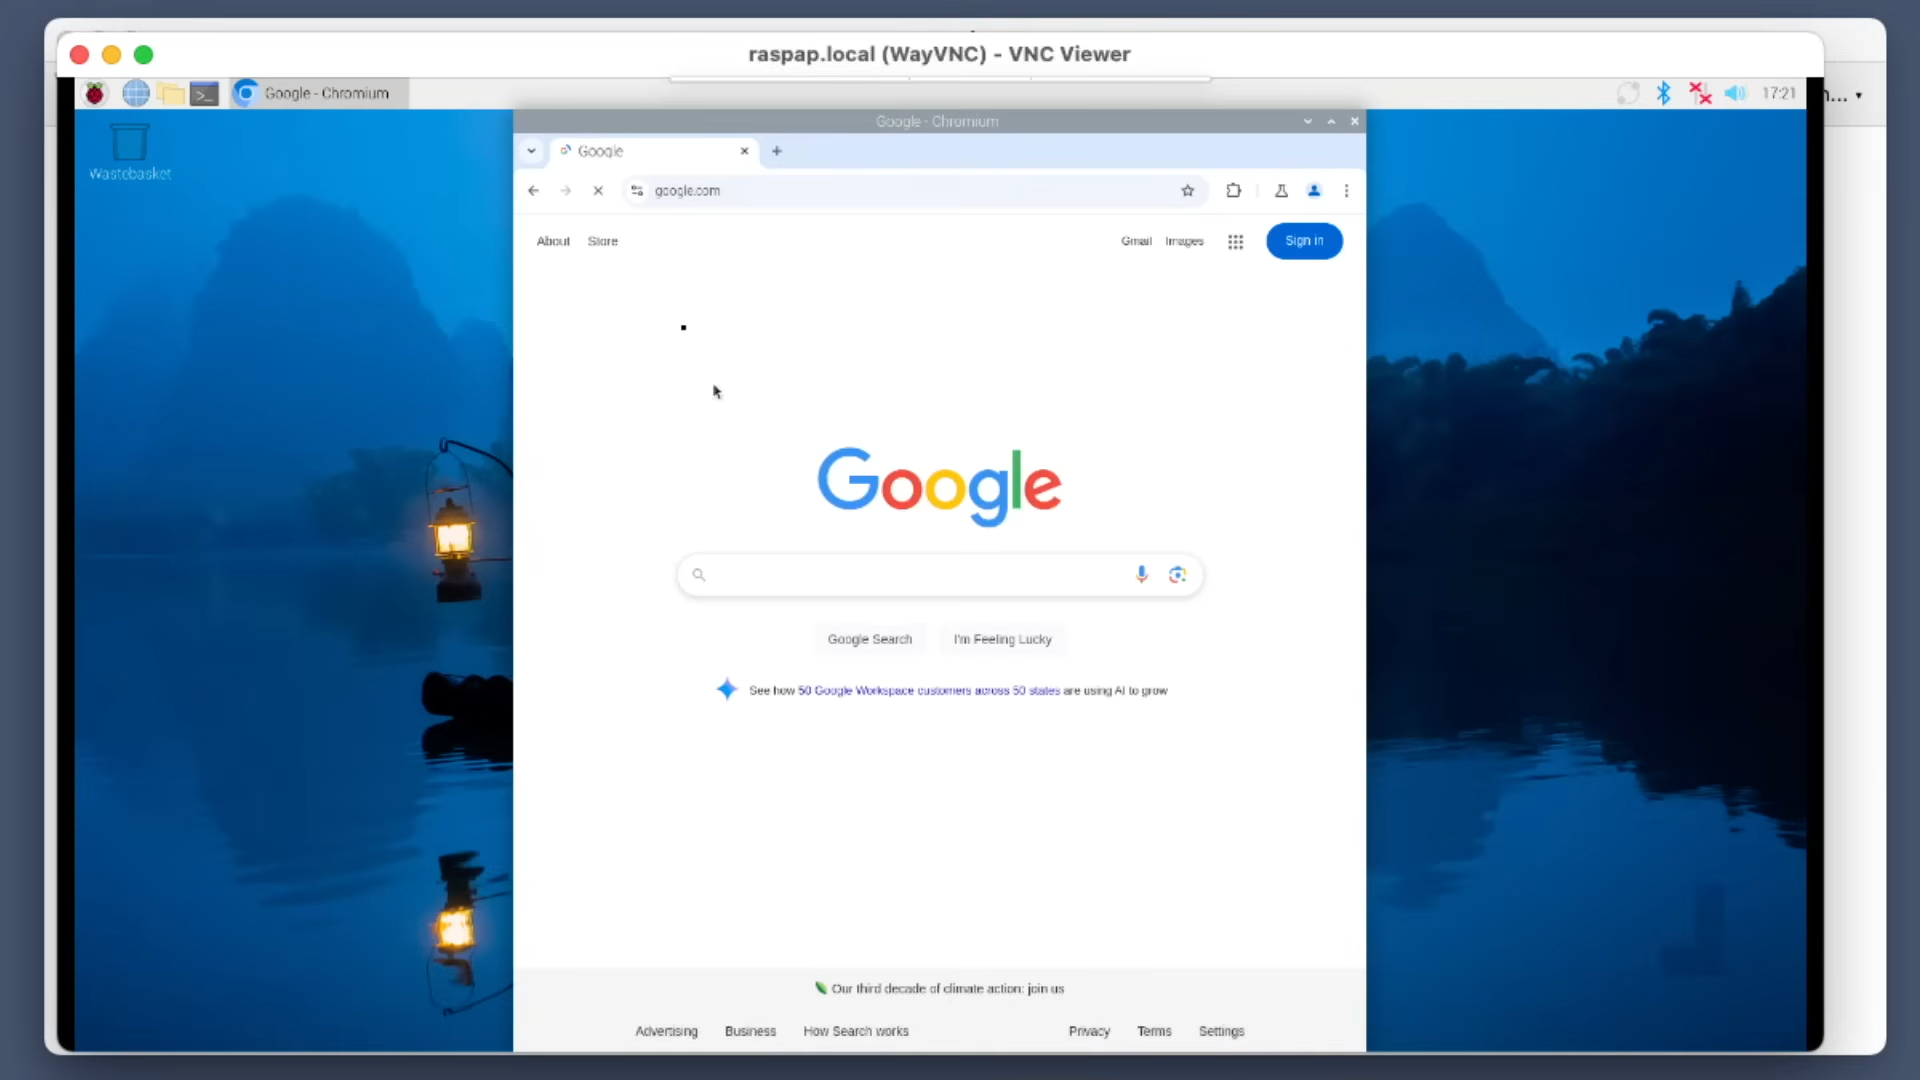 raspap.local (WayVNC) - VNC Viewer
Google - Chromium
17:21
Wastebasket
Google - Chromium
Google
google.com
About Store Gmail Images Sign in
Google
Google Search I'm Feeling Lucky
See how 50 Google Workspace customers across 50 states are using AI to grow
Our third decade of climate action: join us
Advertising Business How Search works Privacy Terms Settings